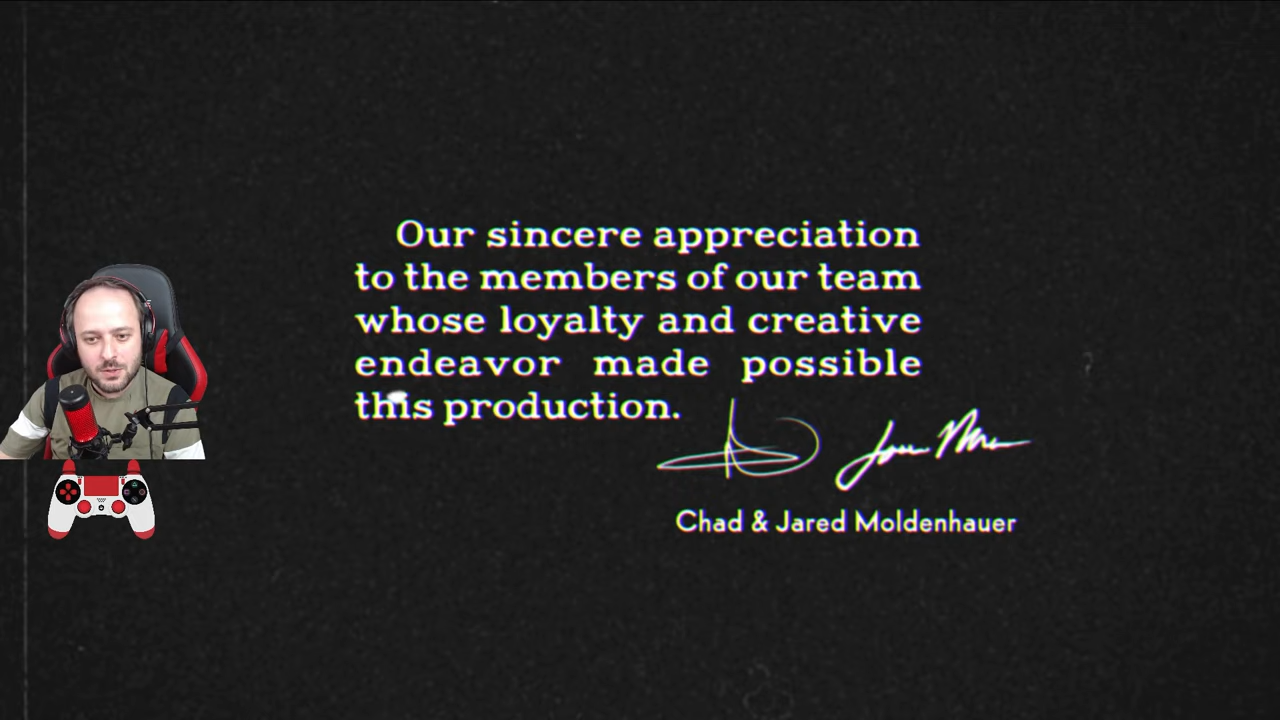 Our sincere appreciation
to the members of our team
whose loyalty and creative
endeavor made possible
this production.
Chad & Jared Moldenhauer